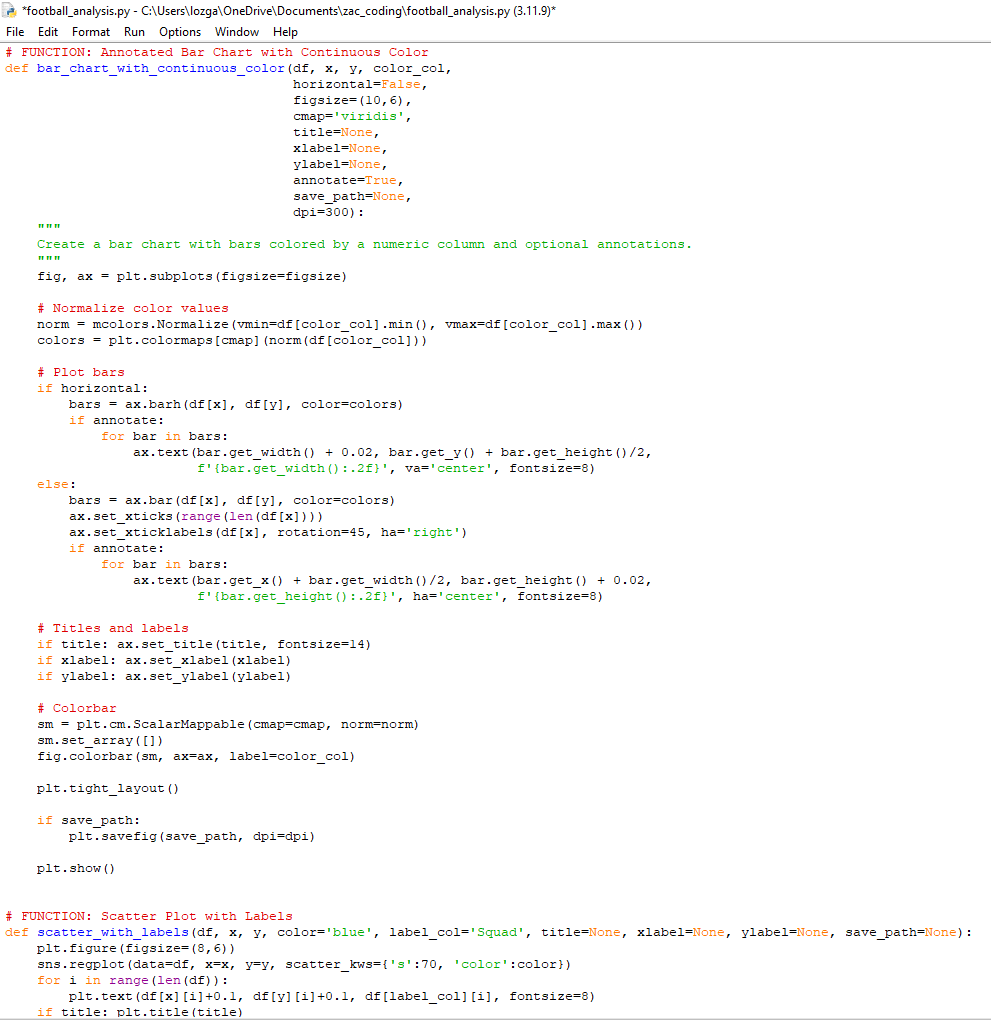 *football_analysis.py - C:\Users\lozga\OneDrive\Documents\zac_coding\football_analysis.py (3.11.9)*
File Edit Format Run Options Window Help
# FUNCTION: Annotated Bar Chart with Continuous Color
def bar_chart_with_continuous_color(df, x, y, color_col,
                                    horizontal=False,
                                    figsize=(10,6),
                                    cmap='viridis',
                                    title=None,
                                    xlabel=None,
                                    ylabel=None,
                                    annotate=True,
                                    save_path=None,
                                    dpi=300):
    """
    Create a bar chart with bars colored by a numeric column and optional annotations.
    """
    fig, ax = plt.subplots(figsize=figsize)

    # Normalize color values
    norm = mcolors.Normalize(vmin=df[color_col].min(), vmax=df[color_col].max())
    colors = plt.colormaps[cmap](norm(df[color_col]))

    # Plot bars
    if horizontal:
        bars = ax.barh(df[x], df[y], color=colors)
        if annotate:
            for bar in bars:
                ax.text(bar.get_width() + 0.02, bar.get_y() + bar.get_height()/2,
                        f'{bar.get_width():.2f}', va='center', fontsize=8)
    else:
        bars = ax.bar(df[x], df[y], color=colors)
        ax.set_xticks(range(len(df[x])))
        ax.set_xticklabels(df[x], rotation=45, ha='right')
        if annotate:
            for bar in bars:
                ax.text(bar.get_x() + bar.get_width()/2, bar.get_height() + 0.02,
                        f'{bar.get_height():.2f}', ha='center', fontsize=8)

    # Titles and labels
    if title: ax.set_title(title, fontsize=14)
    if xlabel: ax.set_xlabel(xlabel)
    if ylabel: ax.set_ylabel(ylabel)

    # Colorbar
    sm = plt.cm.ScalarMappable(cmap=cmap, norm=norm)
    sm.set_array([])
    fig.colorbar(sm, ax=ax, label=color_col)

    plt.tight_layout()

    if save_path:
        plt.savefig(save_path, dpi=dpi)

    plt.show()


# FUNCTION: Scatter Plot with Labels
def scatter_with_labels(df, x, y, color='blue', label_col='Squad', title=None, xlabel=None, ylabel=None, save_path=None):
    plt.figure(figsize=(8,6))
    sns.regplot(data=df, x=x, y=y, scatter_kws={'s':70, 'color':color})
    for i in range(len(df)):
        plt.text(df[x][i]+0.1, df[y][i]+0.1, df[label_col][i], fontsize=8)
    if title: plt.title(title)